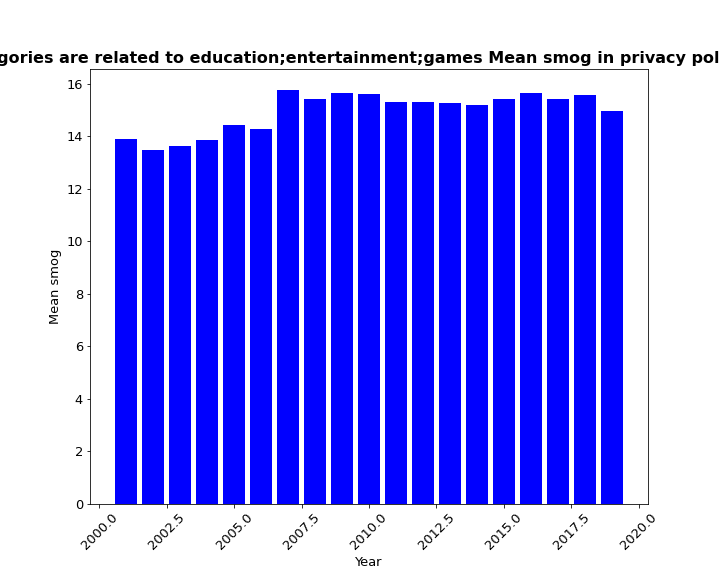 gories are related to education;entertainment;games Mean smog in privacy pol
16
14
12
10
8
6
4
2
0
Mean smog
2000.0 2002.5 2005.0 2007.5 2010.0 2012.5 2015.0 2017.5 2020.0
Year